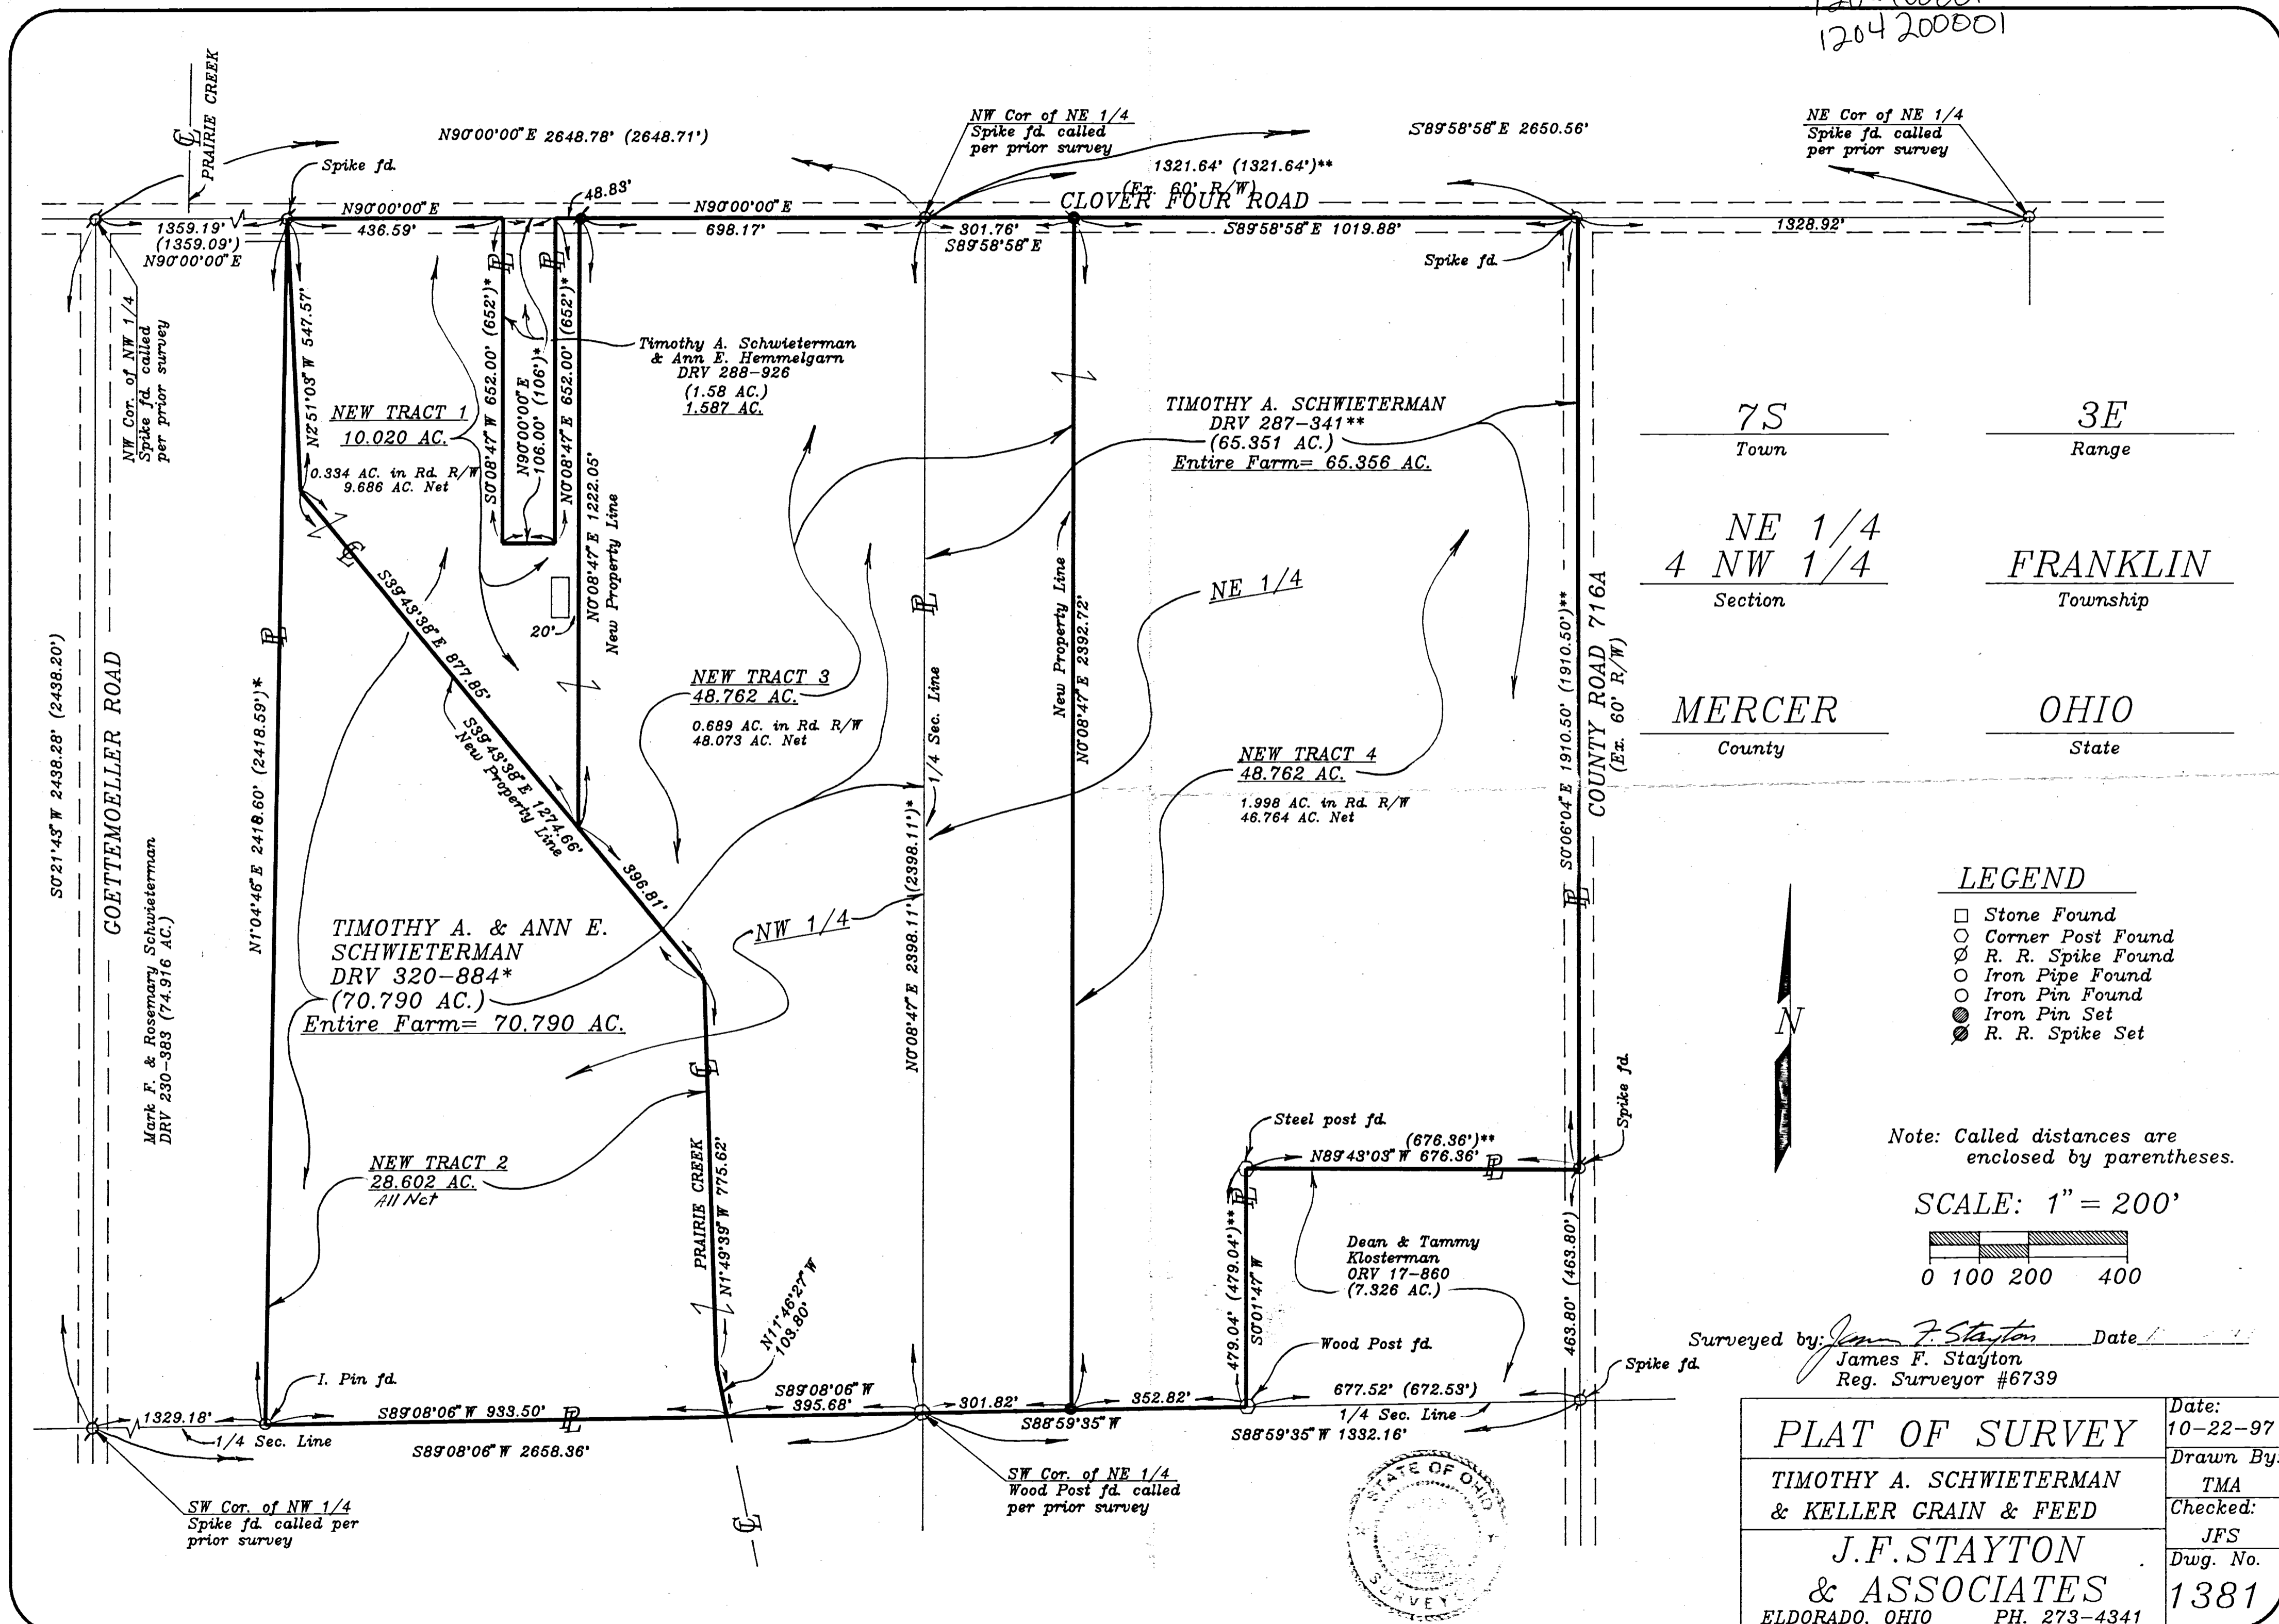 1204200001
PRAIRIE CREEK
N90°00'00"E 2648.78' (2648.71')
Spike fd.
NW Cor of NE 1/4
Spike fd. called
per prior survey
S89°58'58"E 2650.56'
NE Cor of NE 1/4
Spike fd. called
per prior survey
1321.64' (1321.64')**
(Ex. 60' R/W)
CLOVER FOUR ROAD
48.83'
N90°00'00"E
N90°00'00"E
1359.19'
(1359.09')
N90°00'00"E
436.59'
698.17'
301.76'
S89°58'58"E
S89°58'58"E 1019.88'
1328.92'
Spike fd.
NW Cor. of NW 1/4
Spike fd. called
per prior survey
N2°51'03"W 547.57'
S0°08'47"W 652.00' (652')*
N90°00'00"E
106.00' (106')*
N0°08'47"E 652.00' (652')*
Timothy A. Schwieterman
& Ann E. Hemmelgarn
DRV 288-926
(1.58 AC.)
1.587 AC.
NEW TRACT 1
10.020 AC.
0.334 AC. in Rd. R/W
9.686 AC. Net
N0°08'47"E 1222.05'
New Property Line
20'
TIMOTHY A. SCHWIETERMAN
DRV 287-341**
(65.351 AC.)
Entire Farm= 65.356 AC.
7S
Town
3E
Range
NE 1/4
4 NW 1/4
Section
FRANKLIN
Township
MERCER
County
OHIO
State
S0°21'43"W 2438.28' (2438.20')
GOETTEMOELLER ROAD
Mark F. & Rosemary Schwieterman
DRV 230-383 (74.916 AC.)
N1°04'46"E 2418.60' (2418.59')*
S39°43'38"E 877.85'
S39°43'38"E 1274.66'
New Property Line
396.81'
NEW TRACT 3
48.762 AC.
0.689 AC. in Rd. R/W
48.073 AC. Net
1/4 Sec. Line
N0°08'47"E 2398.11' (2398.11')*
New Property Line
N0°08'47"E 2392.72'
NE 1/4
NEW TRACT 4
48.762 AC.
1.998 AC. in Rd. R/W
46.764 AC. Net
S0°06'04"E 1910.50' (1910.50')**
COUNTY ROAD 716A
(Ex. 60' R/W)
TIMOTHY A. & ANN E.
SCHWIETERMAN
DRV 320-884*
(70.790 AC.)
Entire Farm= 70.790 AC.
NW 1/4
NEW TRACT 2
28.602 AC.
All Net
PRAIRIE CREEK
N1°49'39"W 775.62'
N11°46'27"W
103.80'
Steel post fd.
(676.36')**
N89°43'03"W 676.36'
Spike fd.
479.04' (479.04')**
S0°01'47"W
Dean & Tammy
Klosterman
ORV 17-860
(7.326 AC.)
463.80' (463.80')
Wood Post fd.
Spike fd.
I. Pin fd.
1329.18'
1/4 Sec. Line
S89°08'06"W 933.50'
S89°08'06"W 2658.36'
S89°08'06"W
395.68'
301.82'
S88°59'35"W
352.82'
677.52' (672.53')
1/4 Sec. Line
S88°59'35"W 1332.16'
SW Cor. of NW 1/4
Spike fd. called per
prior survey
SW Cor. of NE 1/4
Wood Post fd. called
per prior survey
LEGEND
Stone Found
Corner Post Found
R. R. Spike Found
Iron Pipe Found
Iron Pin Found
Iron Pin Set
R. R. Spike Set
N
Note: Called distances are
enclosed by parentheses.
SCALE: 1" = 200'
0 100 200 400
Surveyed by: James F. Stayton Date
James F. Stayton
Reg. Surveyor #6739
STATE OF OHIO
PLAT OF SURVEY
TIMOTHY A. SCHWIETERMAN
& KELLER GRAIN & FEED
J.F.STAYTON
& ASSOCIATES
ELDORADO, OHIO PH. 273-4341
Date:
10-22-97
Drawn By:
TMA
Checked:
JFS
Dwg. No.
1381